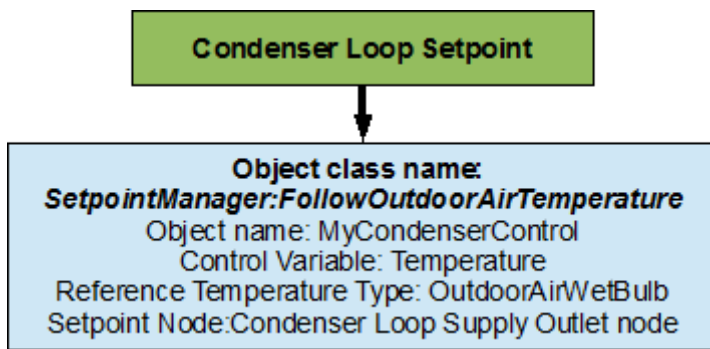 Condenser Loop Setpoint
Object class name:
SetpointManager:FollowOutdoorAirTemperature
Object name: MyCondenserControl
Control Variable: Temperature
Reference Temperature Type: OutdoorAirWetBulb
Setpoint Node:Condenser Loop Supply Outlet node